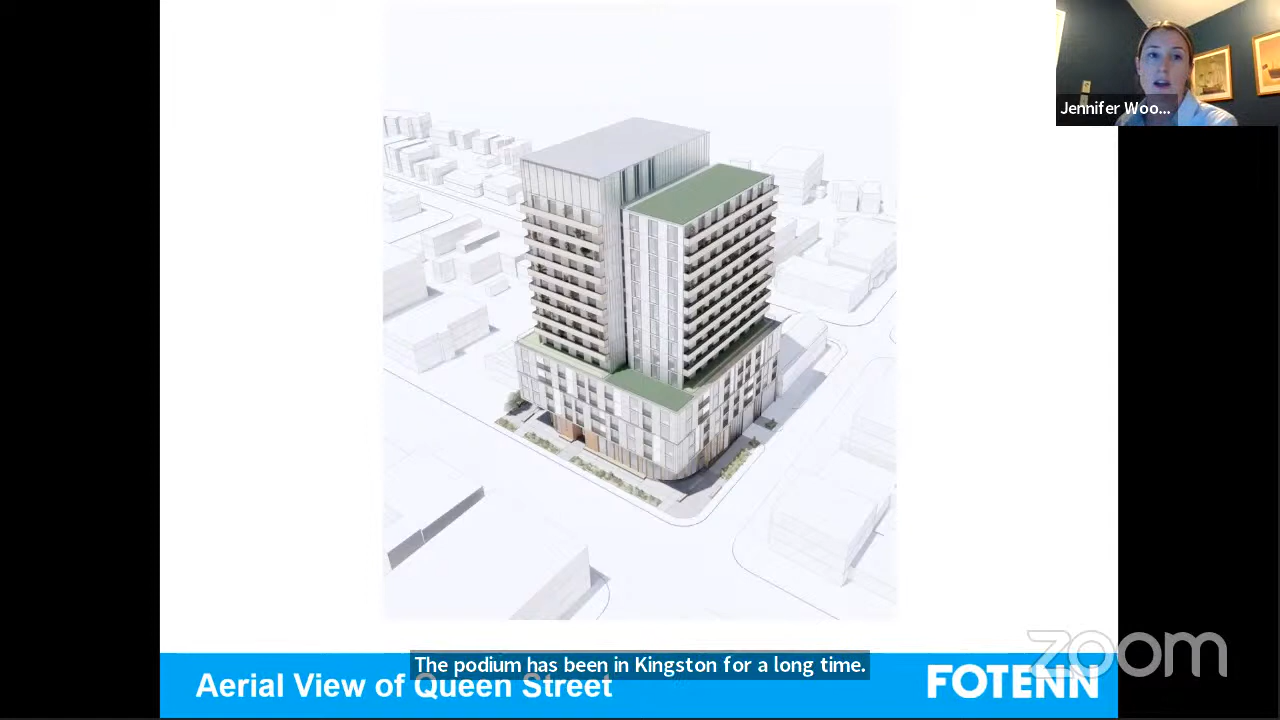 Jennifer Woo...
The podium has been in Kingston for a long time.
Aerial View of Queen Street
FOTENN
zoom